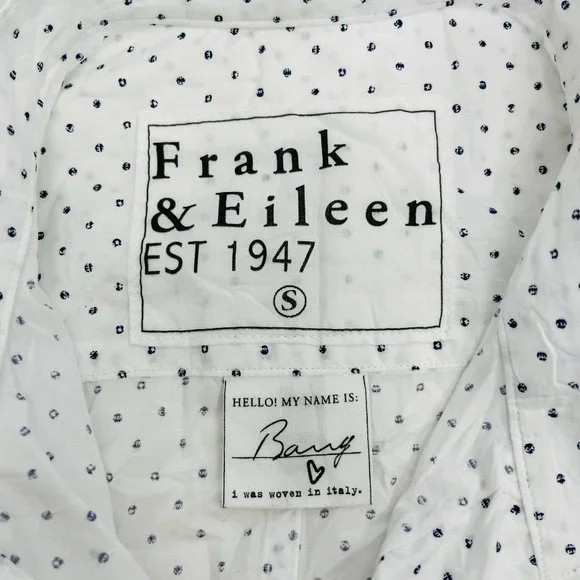 Frank
& Eileen
EST 1947
S
HELLO! MY NAME IS:
Barry
i was woven in italy.